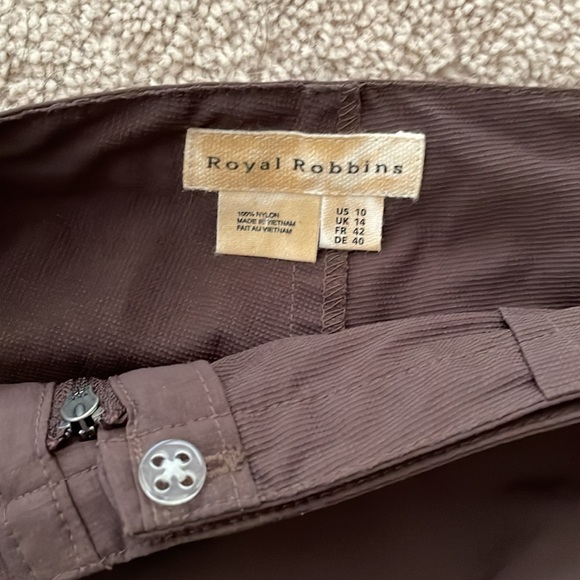 Royal Robbins
100% NYLON
MADE IN VIETNAM
FAIT AU VIETNAM
US 10
UK 14
FR 42
DE 40